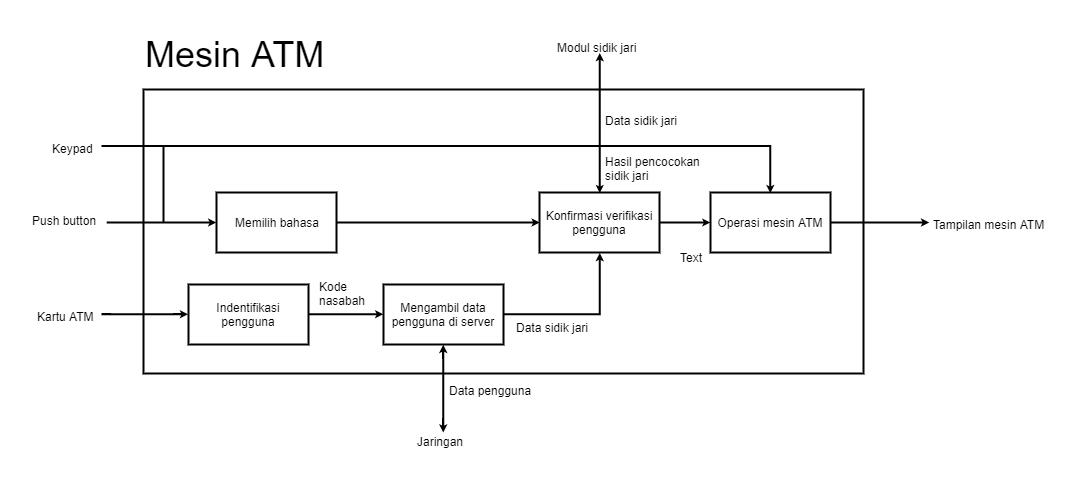 Mesin ATM
Modul sidik jari
Data sidik jari
Keypad
Hasil pencocokan
sidik jari
Push button
Memilih bahasa
Konfirmasi verifikasi
pengguna
Operasi mesin ATM
Tampilan mesin ATM
Text
Kartu ATM
Indentifikasi
pengguna
Kode
nasabah
Mengambil data
pengguna di server
Data sidik jari
Data pengguna
Jaringan